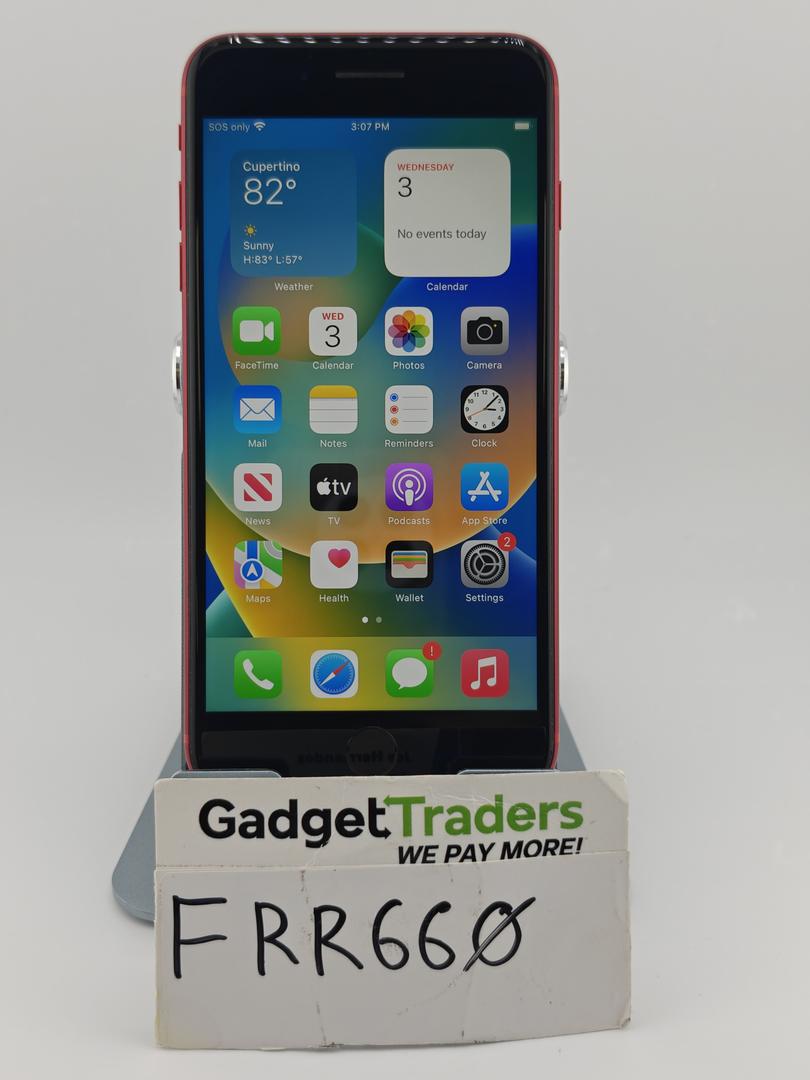 SOS only 3:07 PM
Cupertino
82°
Sunny
H:83° L:57°
Weather
WEDNESDAY
3
No events today
Calendar
FaceTime
WED
3
Calendar
Photos
Camera
Mail
Notes
Reminders
Clock
News
tv
TV
Podcasts
App Store
Maps
Health
Wallet
2
Settings
!
GadgetTraders
WE PAY MORE!
FRR660